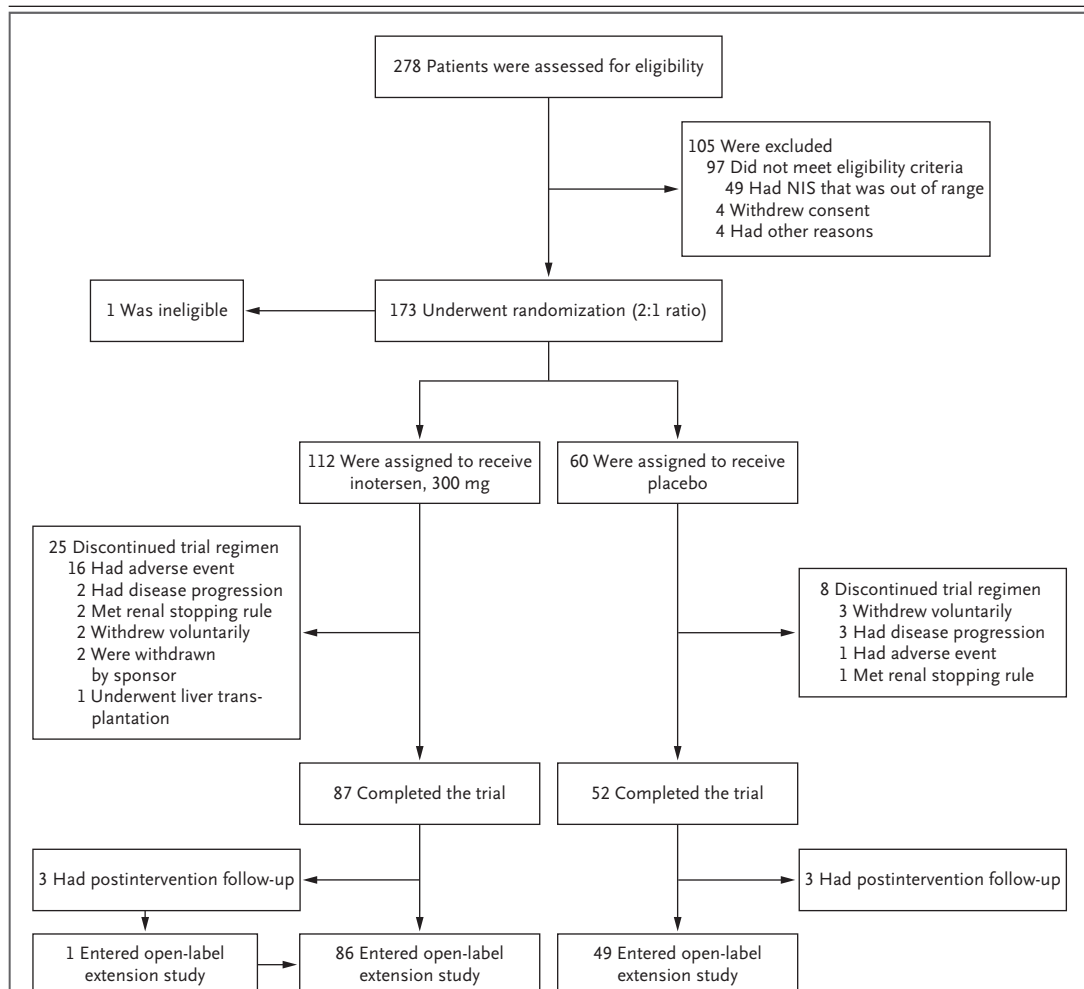 278 Patients were assessed for eligibility
105 Were excluded
97 Did not meet eligibility criteria
49 Had NIS that was out of range
4 Withdrew consent
4 Had other reasons
1 Was ineligible
173 Underwent randomization (2:1 ratio)
112 Were assigned to receive
inotersen, 300 mg
60 Were assigned to receive
placebo
25 Discontinued trial regimen
16 Had adverse event
2 Had disease progression
2 Met renal stopping rule
2 Withdrew voluntarily
2 Were withdrawn
by sponsor
1 Underwent liver trans-
plantation
8 Discontinued trial regimen
3 Withdrew voluntarily
3 Had disease progression
1 Had adverse event
1 Met renal stopping rule
87 Completed the trial
52 Completed the trial
3 Had postintervention follow-up
3 Had postintervention follow-up
1 Entered open-label
extension study
86 Entered open-label
extension study
49 Entered open-label
extension study